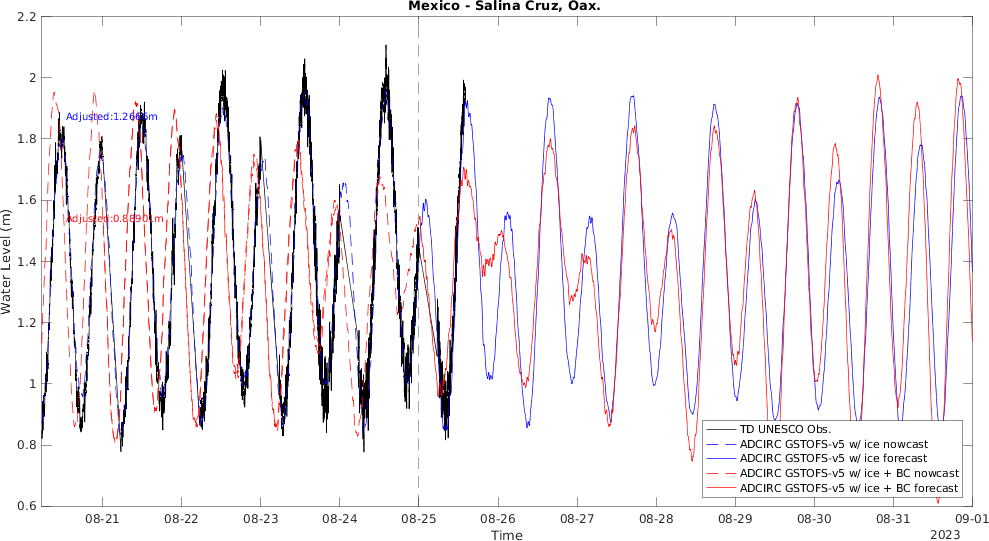 Mexico - Salina Cruz, Oax.
2.2
2
1.8
1.6
1.4
1.2
1
0.8
0.6
Water Level (m)
08-21 08-22 08-23 08-24 08-25 08-26 08-27 08-28 08-29 08-30 08-31 09-01
Time
2023
TD UNESCO Obs.
ADCIRC GSTOFS-v5 w/ ice nowcast
ADCIRC GSTOFS-v5 w/ ice forecast
ADCIRC GSTOFS-v5 w/ ice + BC nowcast
ADCIRC GSTOFS-v5 w/ ice + BC forecast